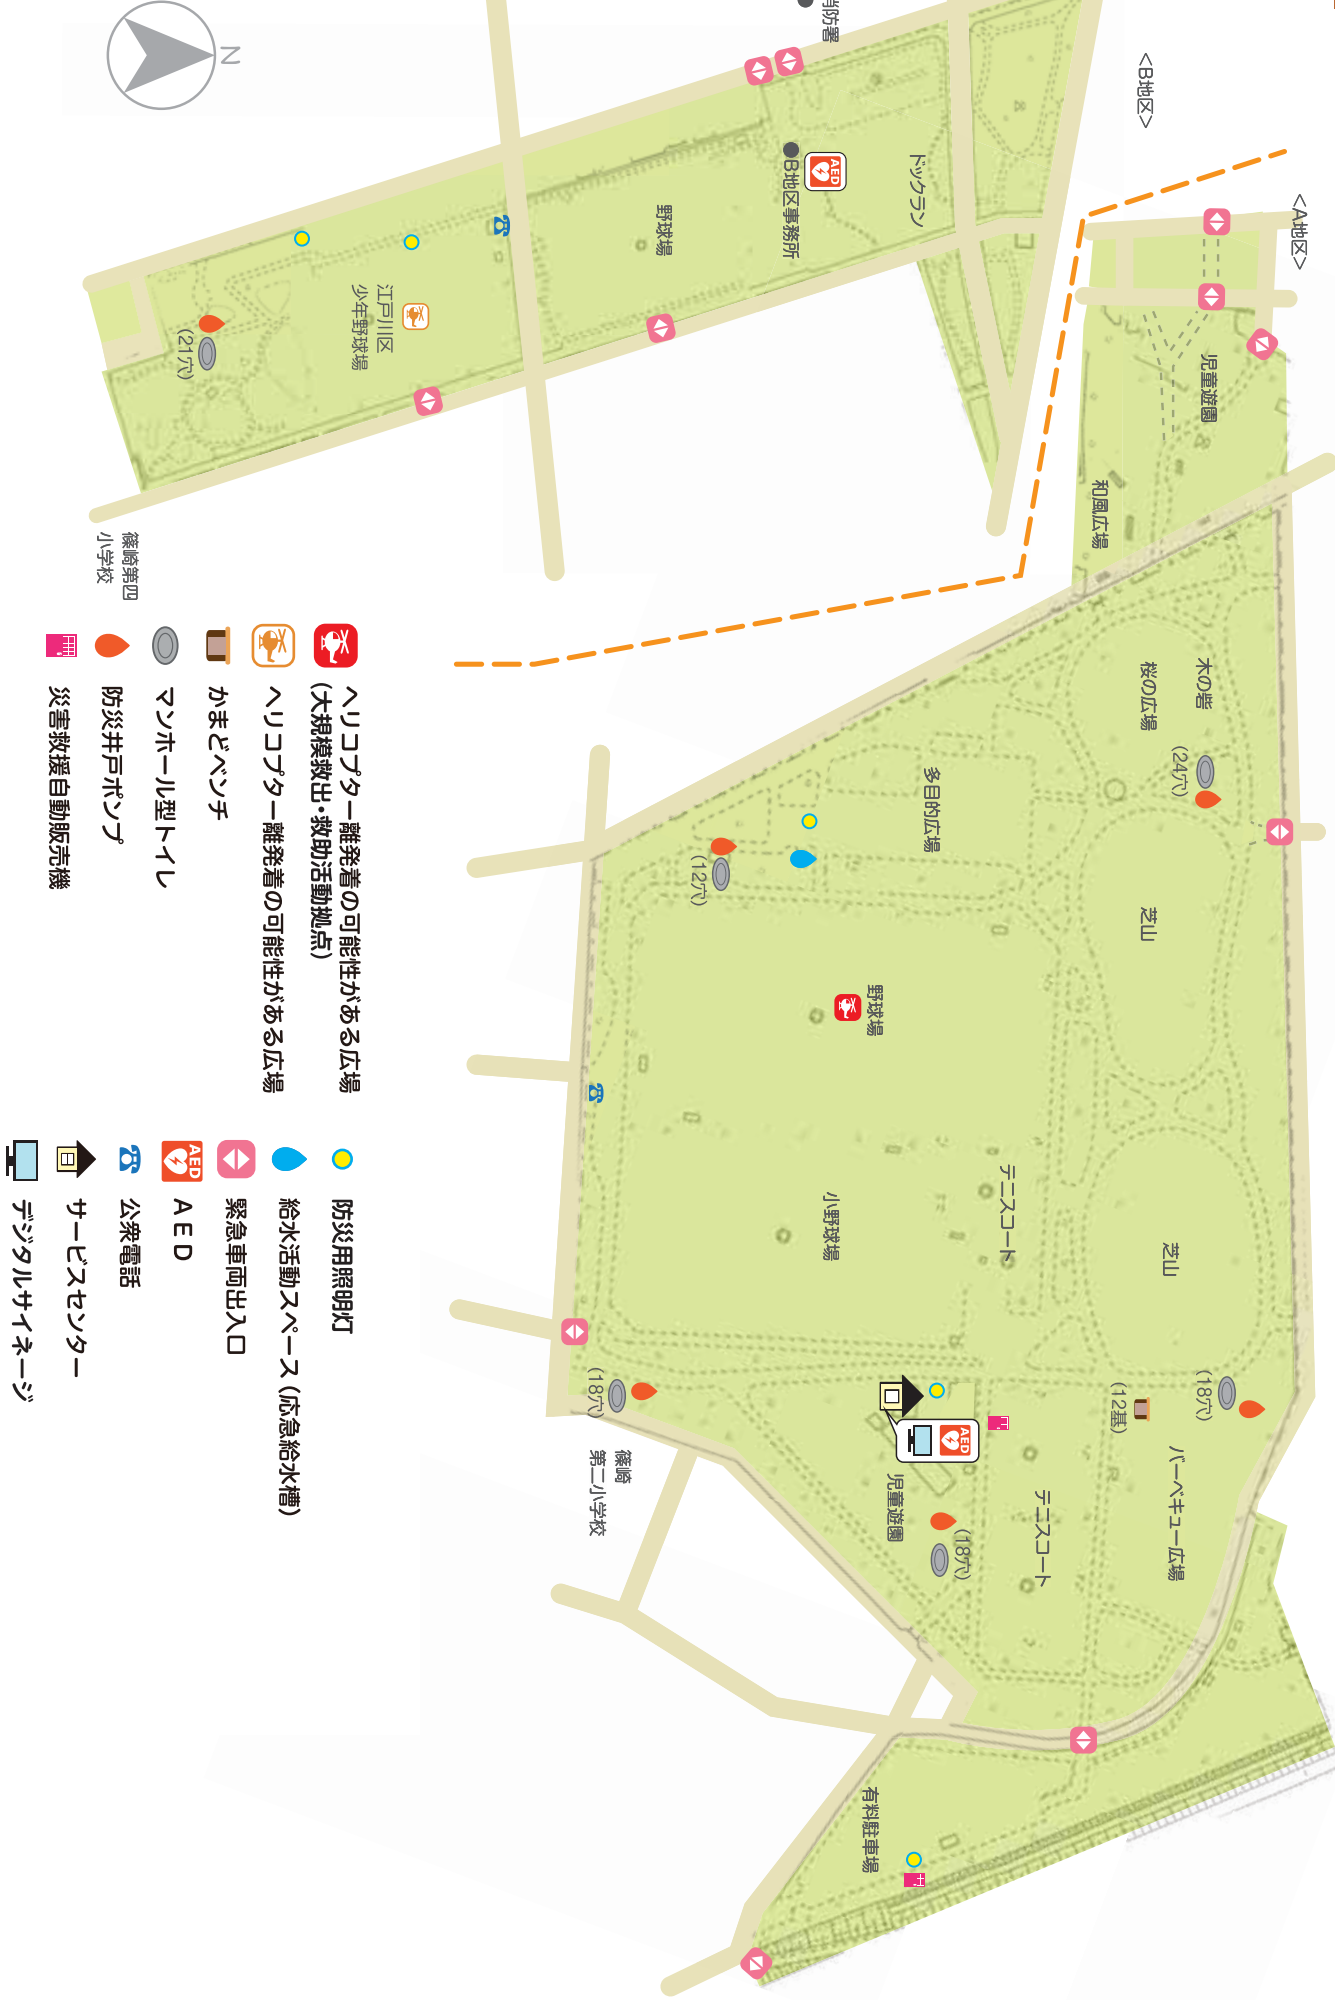 <A地区>
<B地区>
児童遊園
和風広場
木の砦
桜の広場
(24穴)
多目的広場
(12穴)
芝山
野球場
テニスコート
小野球場
芝山
(18穴)
(12基)
バーベキュー広場
AED
児童遊園
(18穴)
テニスコート
(18穴)
篠崎
第二小学校
有料駐車場
消防署
ドックラン
AED
B地区事務所
野球場
江戸川区
少年野球場
(21穴)
篠崎第四
小学校
N
ヘリコプター離発着の可能性がある広場
(大規模救出・救助活動拠点)
ヘリコプター離発着の可能性がある広場
かまどベンチ
マンホール型トイレ
防災井戸ポンプ
災害救援自動販売機
防災用照明灯
給水活動スペース(応急給水槽)
緊急車両出入口
AED
AED
公衆電話
サービスセンター
デジタルサイネージ